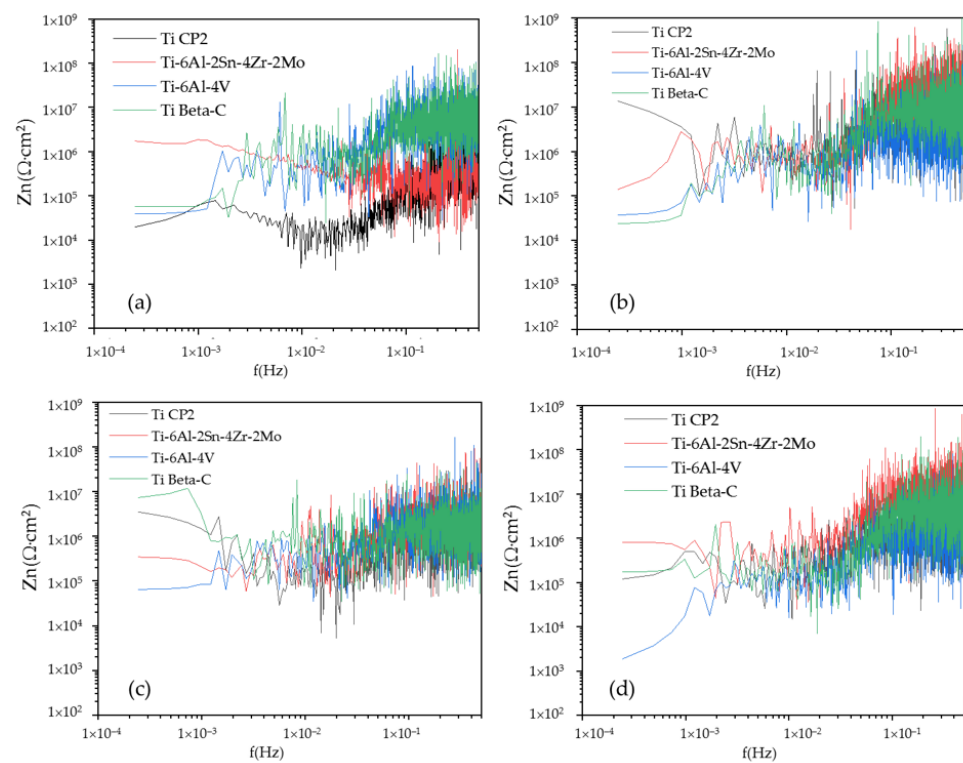 1×10⁹
1×10⁸
1×10⁷
1×10⁶
1×10⁵
1×10⁴
1×10³
1×10²
Zn(Ω·cm²)
Ti CP2
Ti-6Al-2Sn-4Zr-2Mo
Ti-6Al-4V
Ti Beta-C
(a)
1×10⁻⁴ 1×10⁻³ 1×10⁻² 1×10⁻¹
f(Hz)
1×10⁹
1×10⁸
1×10⁷
1×10⁶
1×10⁵
1×10⁴
1×10³
1×10²
Zn(Ω·cm²)
Ti CP2
Ti-6Al-2Sn-4Zr-2Mo
Ti-6Al-4V
Ti Beta-C
(b)
1×10⁻⁴ 1×10⁻³ 1×10⁻² 1×10⁻¹
f(Hz)
1×10⁹
1×10⁸
1×10⁷
1×10⁶
1×10⁵
1×10⁴
1×10³
1×10²
Zn(Ω·cm²)
Ti CP2
Ti-6Al-2Sn-4Zr-2Mo
Ti-6Al-4V
Ti Beta-C
(c)
1×10⁻⁴ 1×10⁻³ 1×10⁻² 1×10⁻¹
f(Hz)
1×10⁹
1×10⁸
1×10⁷
1×10⁶
1×10⁵
1×10⁴
1×10³
1×10²
Zn(Ω·cm²)
Ti CP2
Ti-6Al-2Sn-4Zr-2Mo
Ti-6Al-4V
Ti Beta-C
(d)
1×10⁻⁴ 1×10⁻³ 1×10⁻² 1×10⁻¹
f(Hz)